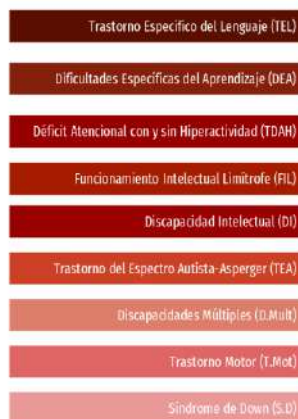 Trastorno Específico del Lenguaje (TEL)
Dificultades Específicas del Aprendizaje (DEA)
Déficit Atencional con y sin Hiperactividad (TDAH)
Funcionamiento Intelectual Limítrofe (FIL)
Discapacidad Intelectual (DI)
Trastorno del Espectro Autista-Asperger (TEA)
Discapacidades Múltiples (D.Mult)
Trastorno Motor (T.Mot)
Síndrome de Down (S.D)